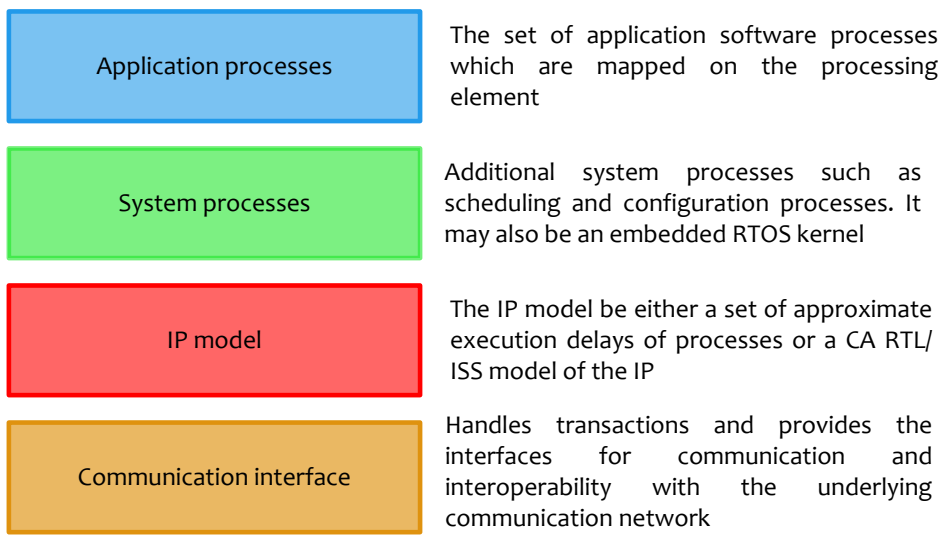 Application processes
The set of application software processes
which are mapped on the processing
element
System processes
Additional system processes such as
scheduling and configuration processes. It
may also be an embedded RTOS kernel
IP model
The IP model be either a set of approximate
execution delays of processes or a CA RTL/
ISS model of the IP
Communication interface
Handles transactions and provides the
interfaces for communication and
interoperability with the underlying
communication network